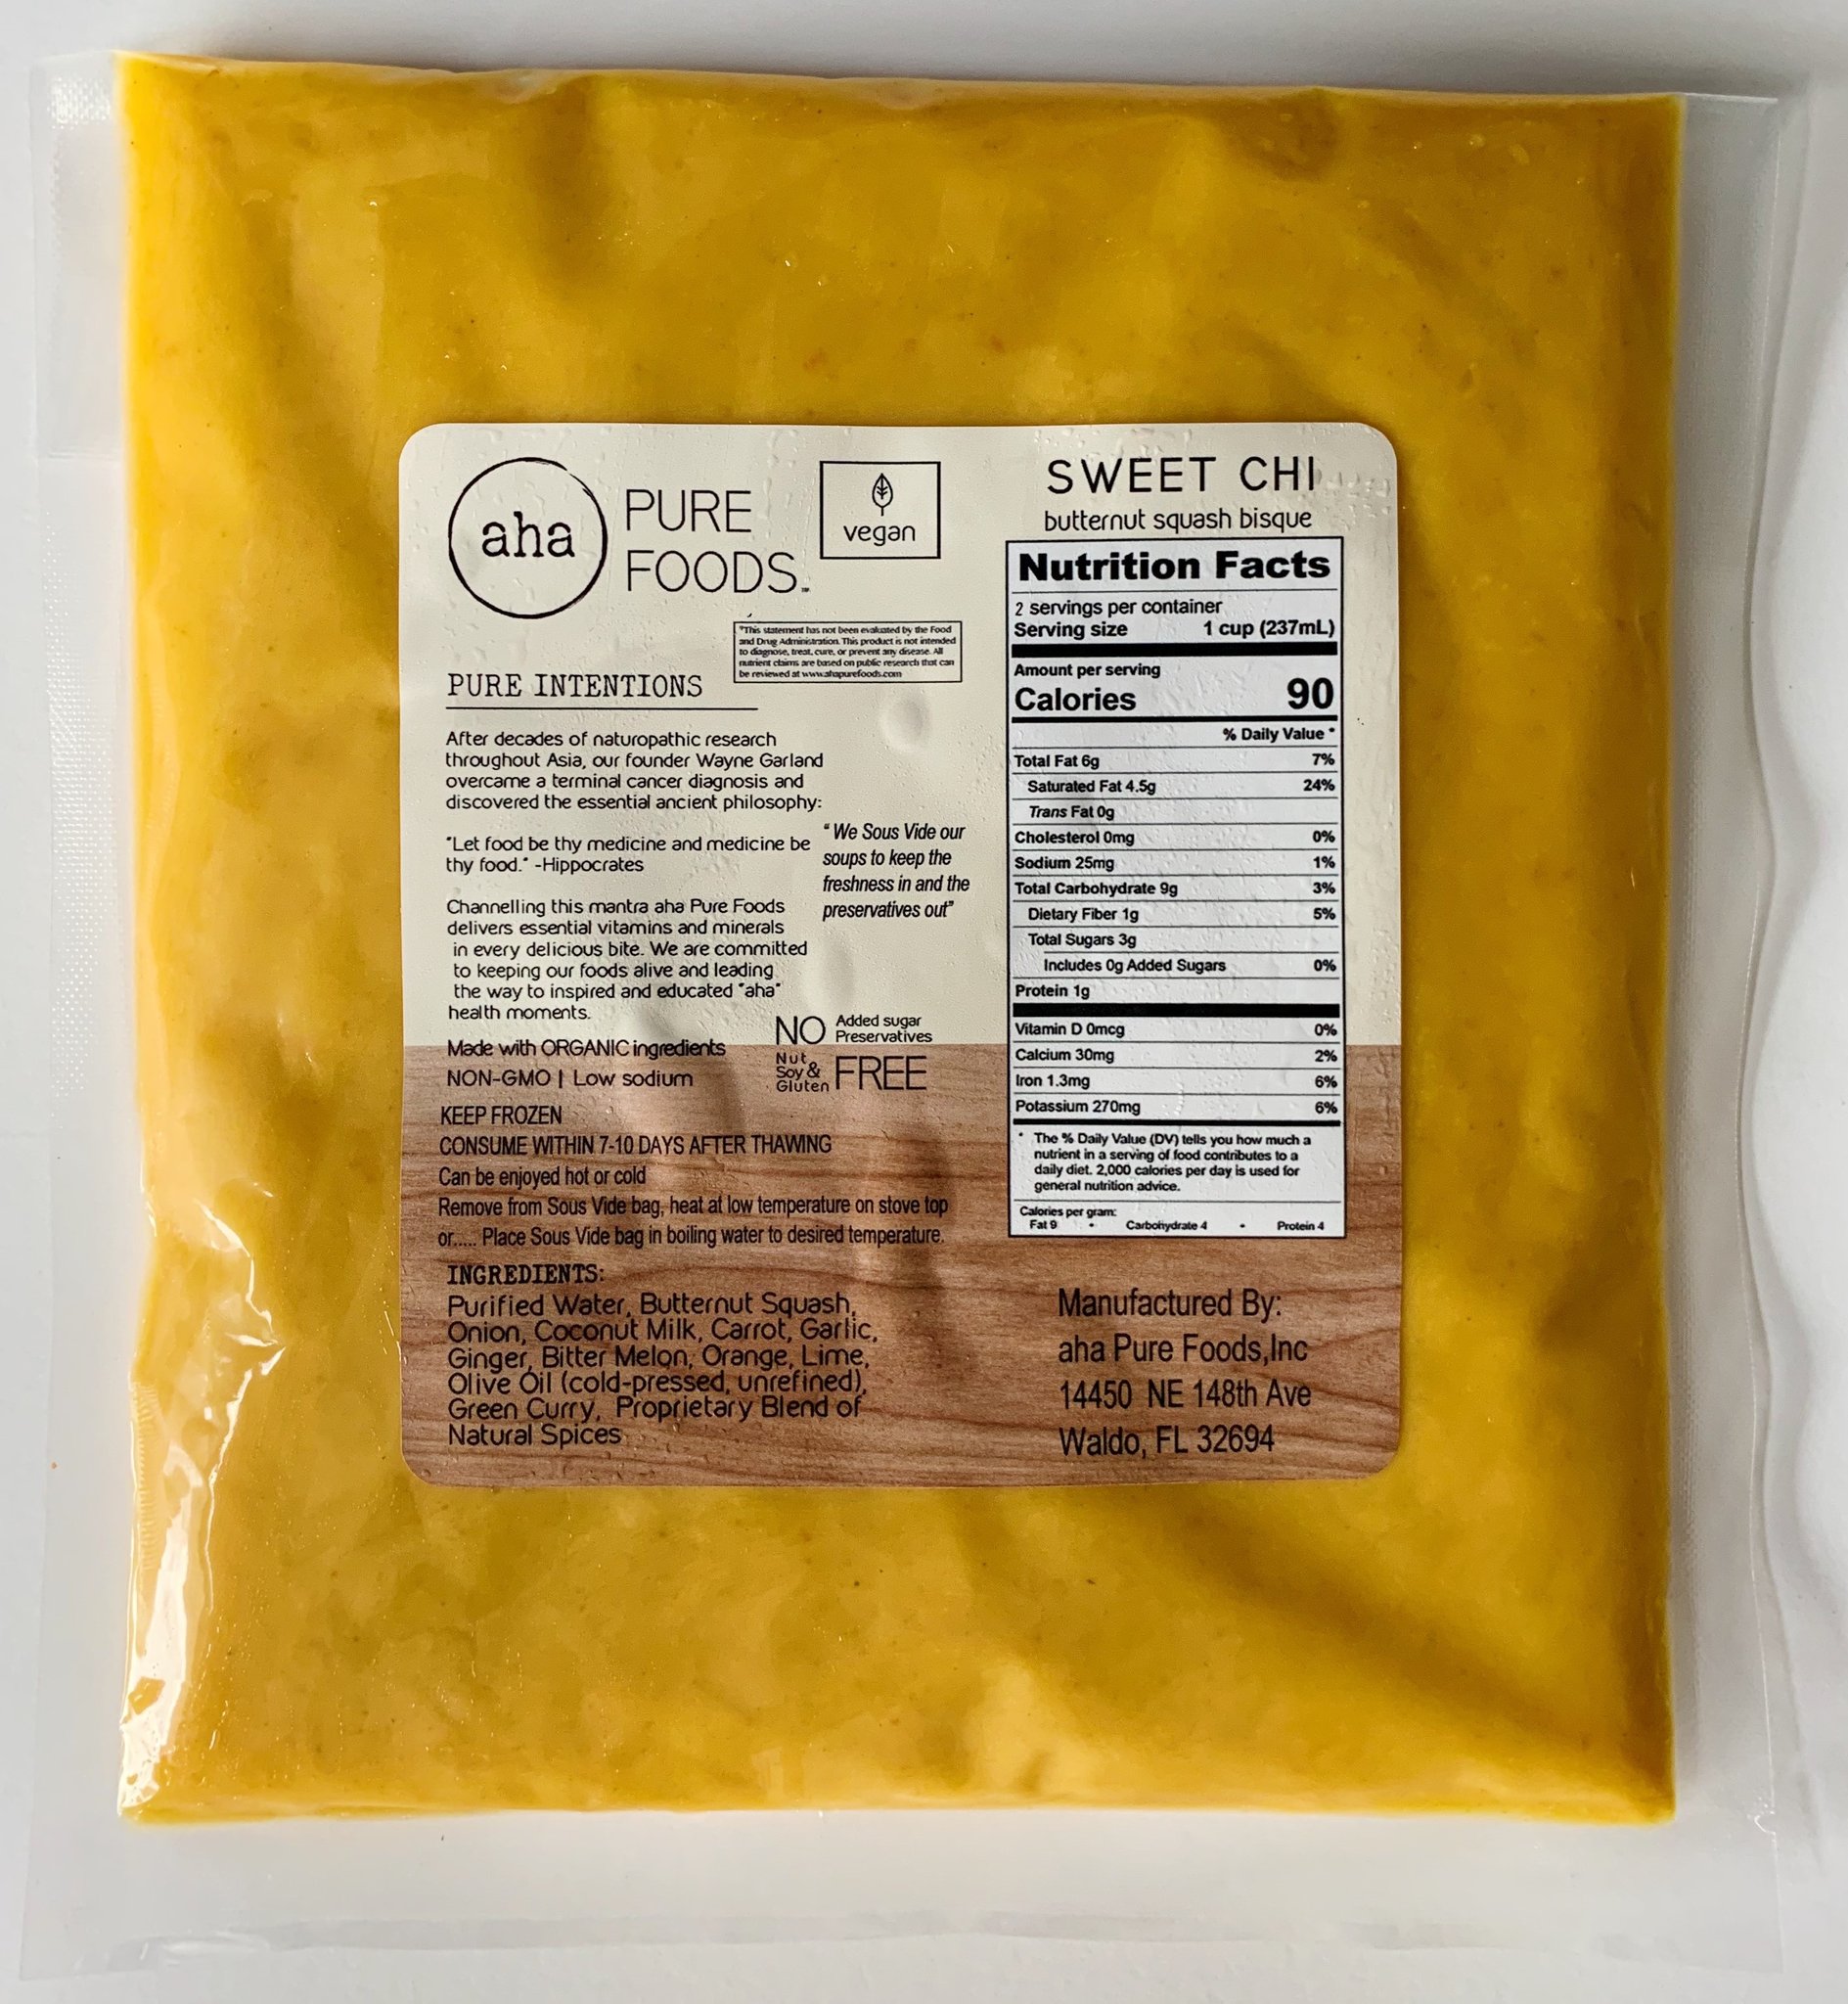 aha
PURE
FOODS™
vegan
*This statement has not been evaluated by the Food
and Drug Administration. This product is not intended
to diagnose, treat, cure, or prevent any disease. All
nutrient claims are based on public research that can
be reviewed at www.ahapurefoods.com
PURE INTENTIONS
After decades of naturopathic research
throughout Asia, our founder Wayne Garland
overcame a terminal cancer diagnosis and
discovered the essential ancient philosophy:
"Let food be thy medicine and medicine be
thy food." -Hippocrates
"We Sous Vide our
soups to keep the
freshness in and the
preservatives out"
Channelling this mantra aha Pure Foods
delivers essential vitamins and minerals
in every delicious bite. We are committed
to keeping our foods alive and leading
the way to inspired and educated "aha"
health moments.
Made with ORGANIC ingredients
NON-GMO | Low sodium
NO Added sugar
Preservatives
Nut
Soy &
Gluten FREE
KEEP FROZEN
CONSUME WITHIN 7-10 DAYS AFTER THAWING
Can be enjoyed hot or cold
Remove from Sous Vide bag, heat at low temperature on stove top
or..... Place Sous Vide bag in boiling water to desired temperature.
INGREDIENTS:
Purified Water, Butternut Squash,
Onion, Coconut Milk, Carrot, Garlic,
Ginger, Bitter Melon, Orange, Lime,
Olive Oil (cold-pressed, unrefined),
Green Curry, Proprietary Blend of
Natural Spices
SWEET CHI
butternut squash bisque
Nutrition Facts
2 servings per container
Serving size 1 cup (237mL)
Amount per serving
Calories 90
% Daily Value *
Total Fat 6g 7%
Saturated Fat 4.5g 24%
Trans Fat 0g
Cholesterol 0mg 0%
Sodium 25mg 1%
Total Carbohydrate 9g 3%
Dietary Fiber 1g 5%
Total Sugars 3g
Includes 0g Added Sugars 0%
Protein 1g
Vitamin D 0mcg 0%
Calcium 30mg 2%
Iron 1.3mg 6%
Potassium 270mg 6%
* The % Daily Value (DV) tells you how much a
nutrient in a serving of food contributes to a
daily diet. 2,000 calories per day is used for
general nutrition advice.
Calories per gram:
Fat 9 • Carbohydrate 4 • Protein 4
Manufactured By:
aha Pure Foods,Inc
14450 NE 148th Ave
Waldo, FL 32694